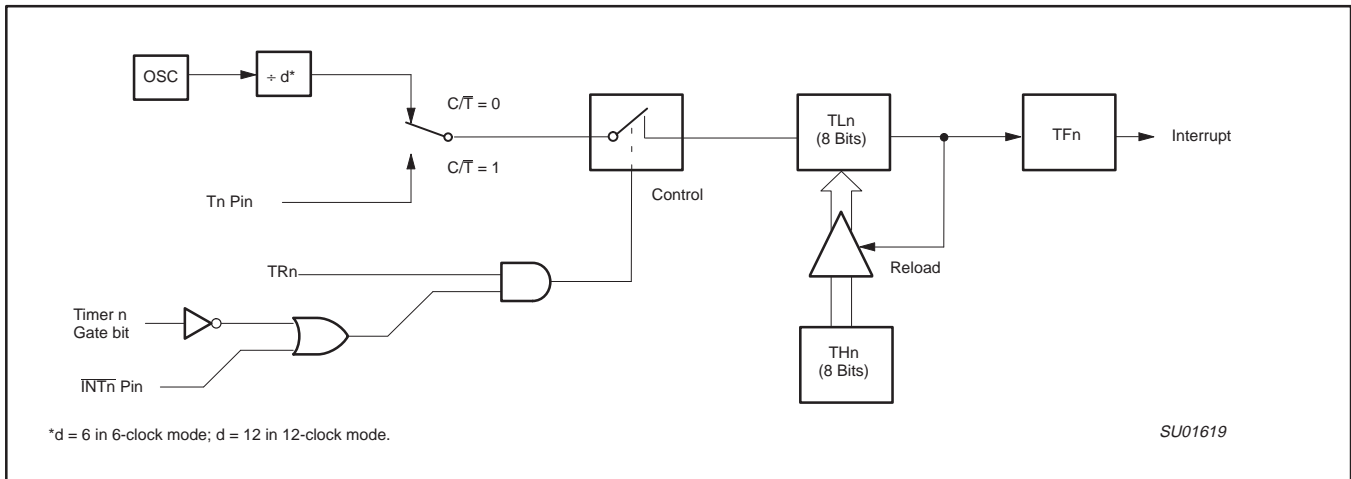 OSC
÷ d*
C/T̅ = 0
C/T̅ = 1
Tn Pin
Control
TLn
(8 Bits)
TFn
Interrupt
Reload
TRn
Timer n
Gate bit
I̅N̅T̅n̅ Pin
THn
(8 Bits)
*d = 6 in 6-clock mode; d = 12 in 12-clock mode.
SU01619